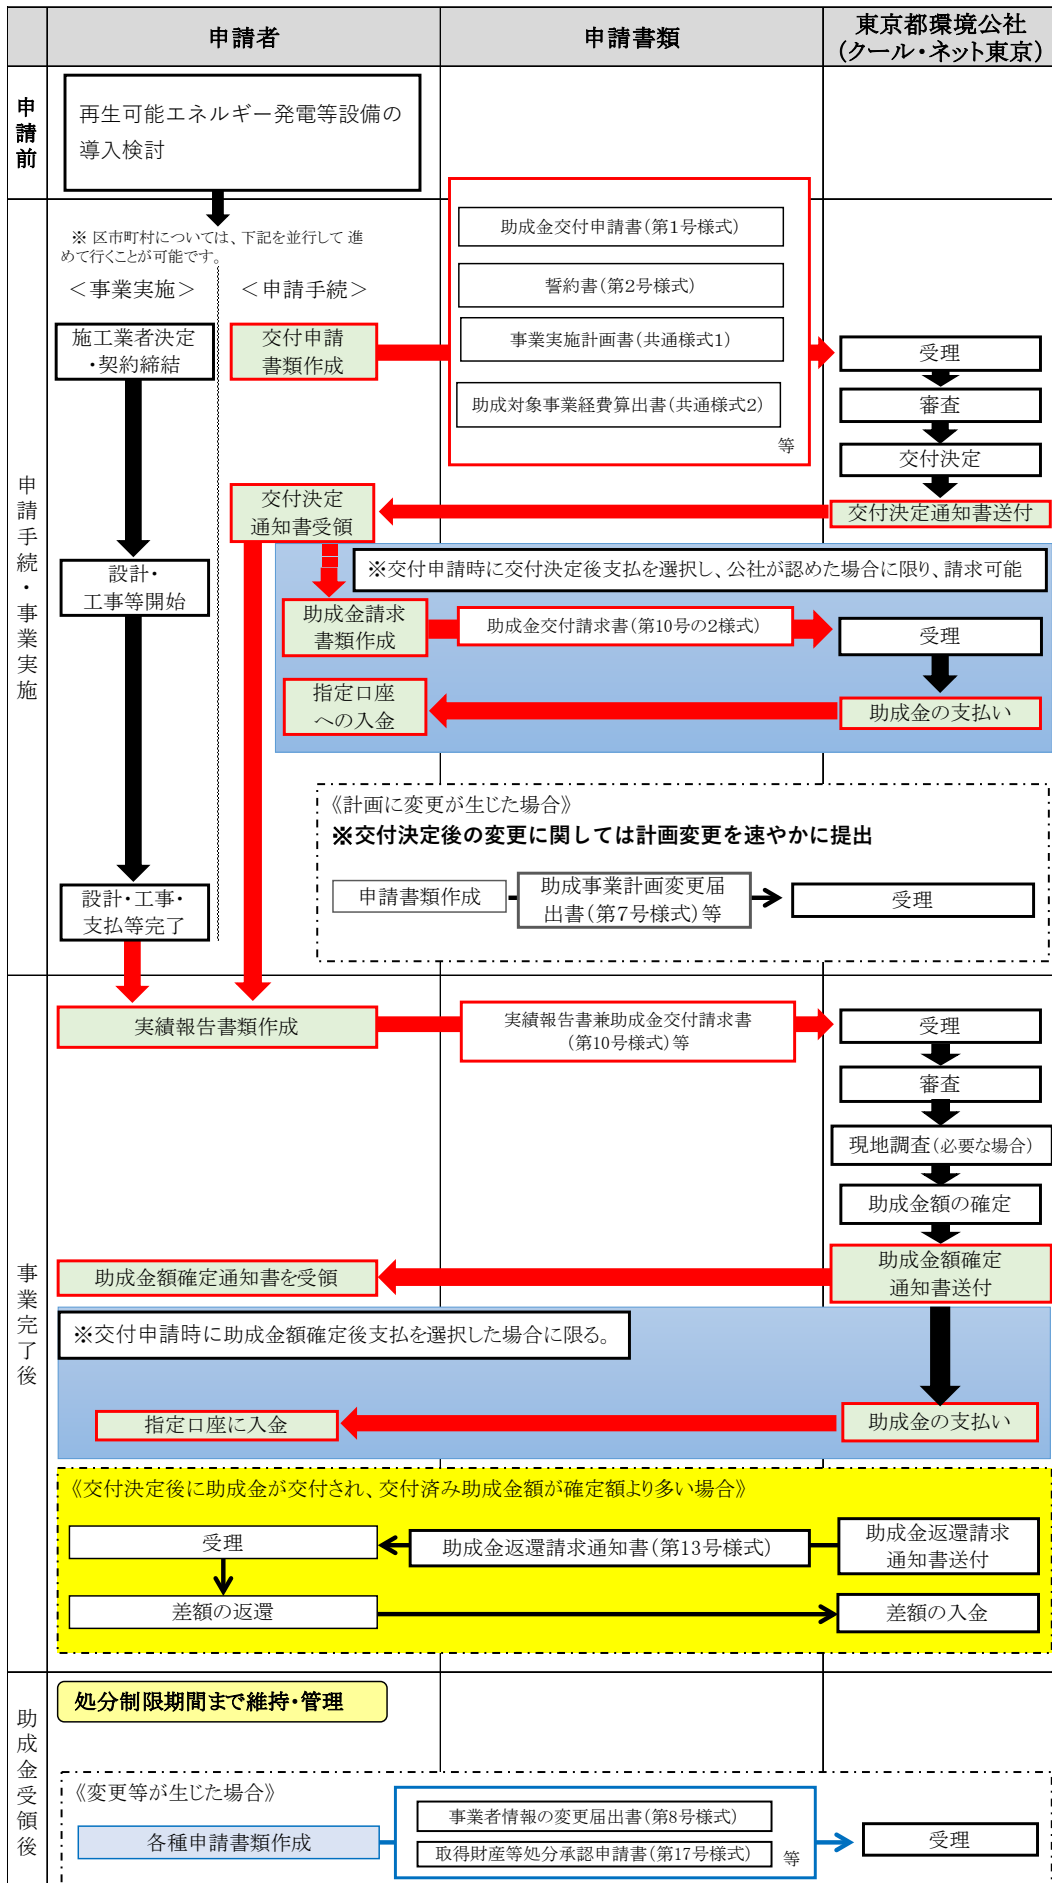 申請者
申請書類
東京都環境公社
(クール・ネット東京)
申請前
再生可能エネルギー発電等設備の
導入検討
申請手続・事業実施
※ 区市町村については、下記を並行して 進
めて行くことが可能です。
＜事業実施＞
＜申請手続＞
助成金交付申請書(第1号様式)
誓約書(第2号様式)
事業実施計画書(共通様式1)
助成対象事業経費算出書(共通様式2)
等
施工業者決定
・契約締結
交付申請
書類作成
受理
審査
交付決定
交付決定通知書送付
交付決定
通知書受領
設計・
工事等開始
※交付申請時に交付決定後支払を選択し、公社が認めた場合に限り、請求可能
助成金請求
書類作成
助成金交付請求書(第10号の2様式)
受理
指定口座
への入金
助成金の支払い
《計画に変更が生じた場合》
※交付決定後の変更に関しては計画変更を速やかに提出
申請書類作成
助成事業計画変更届
出書(第7号様式)等
受理
設計・工事・
支払等完了
事業完了後
実績報告書類作成
実績報告書兼助成金交付請求書
(第10号様式)等
受理
審査
現地調査(必要な場合)
助成金額の確定
助成金額確定
通知書送付
助成金額確定通知書を受領
※交付申請時に助成金額確定後支払を選択した場合に限る。
指定口座に入金
助成金の支払い
《交付決定後に助成金が交付され、交付済み助成金額が確定額より多い場合》
受理
助成金返還請求通知書(第13号様式)
助成金返還請求
通知書送付
差額の返還
差額の入金
助成金受領後
処分制限期間まで維持・管理
《変更等が生じた場合》
各種申請書類作成
事業者情報の変更届出書(第8号様式)
取得財産等処分承認申請書(第17号様式)
等
受理